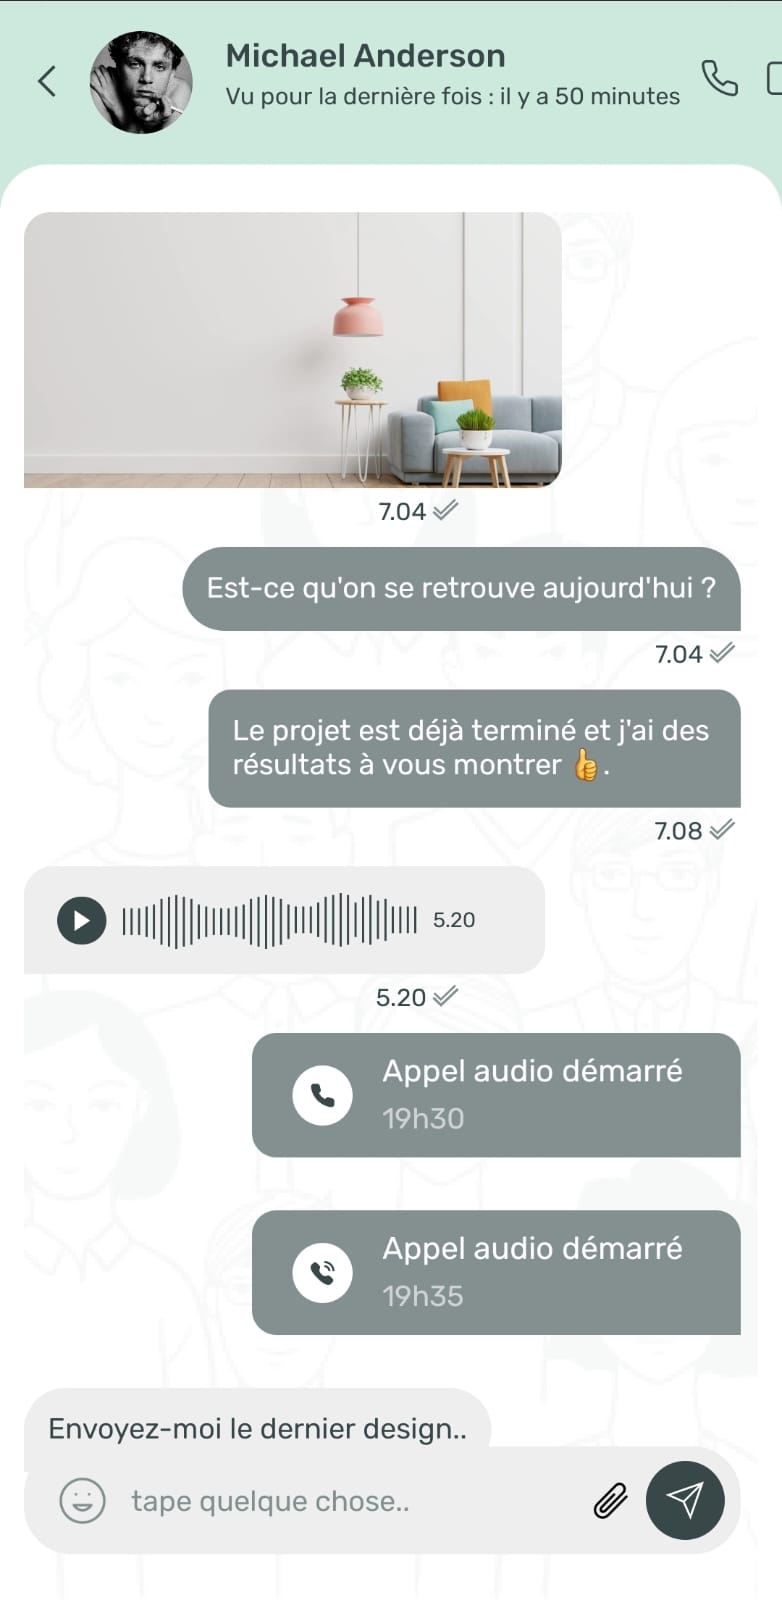 Michael Anderson
Vu pour la dernière fois : il y a 50 minutes
7.04
Est-ce qu'on se retrouve aujourd'hui ?
7.04
Le projet est déjà terminé et j'ai des
résultats à vous montrer 👍.
7.08
5.20
5.20
Appel audio démarré
19h30
Appel audio démarré
19h35
Envoyez-moi le dernier design..
tape quelque chose..